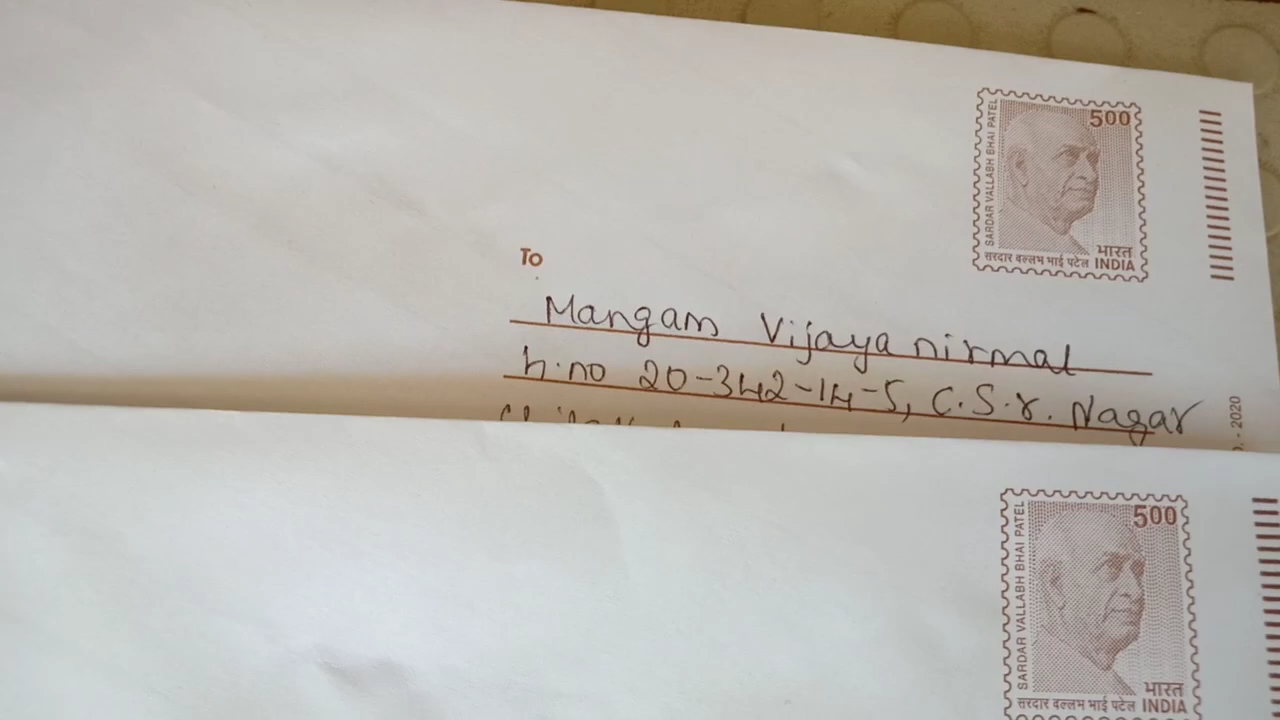 SARDAR VALLABH BHAI PATEL
500
भारत
सरदार वल्लभ भाई पटेल INDIA
To
Mangam Vijaya nirmal
h.no 20-342-14-5, C.S.r. Nagar
- 2020
SARDAR VALLABH BHAI PATEL
500
भारत
सरदार वल्लभ भाई पटेल INDIA